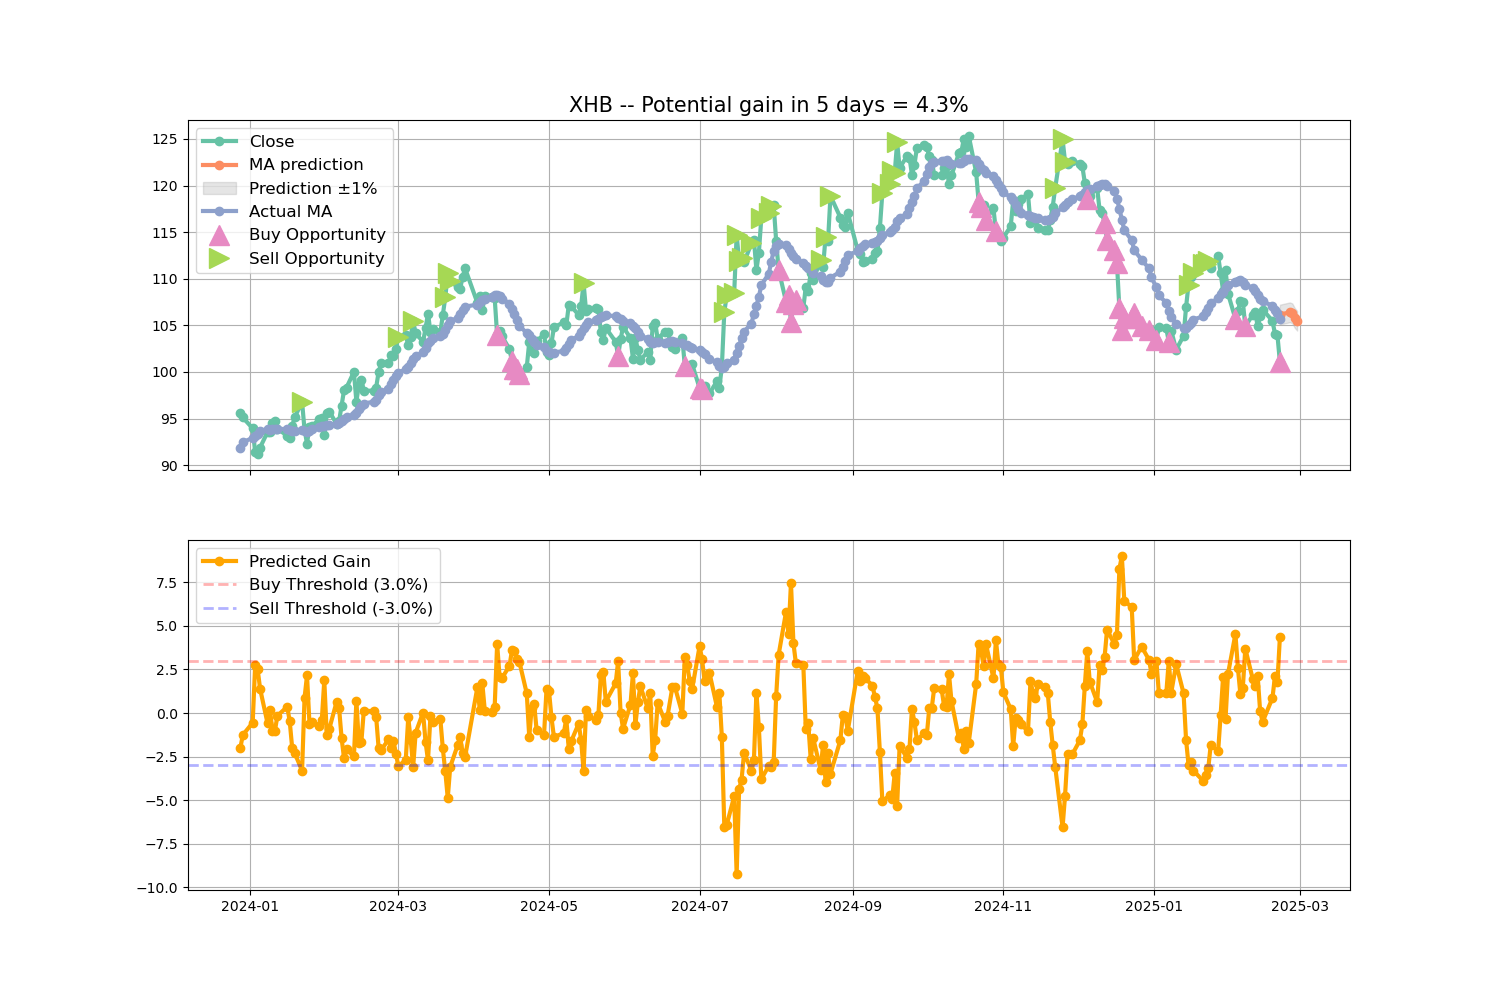 XHB -- Potential gain in 5 days = 4.3%
125
120
115
110
105
100
95
90
Close
MA prediction
Prediction ±1%
Actual MA
Buy Opportunity
Sell Opportunity
7.5
5.0
2.5
0.0
−2.5
−5.0
−7.5
−10.0
Predicted Gain
Buy Threshold (3.0%)
Sell Threshold (-3.0%)
2024-01 2024-03 2024-05 2024-07 2024-09 2024-11 2025-01 2025-03